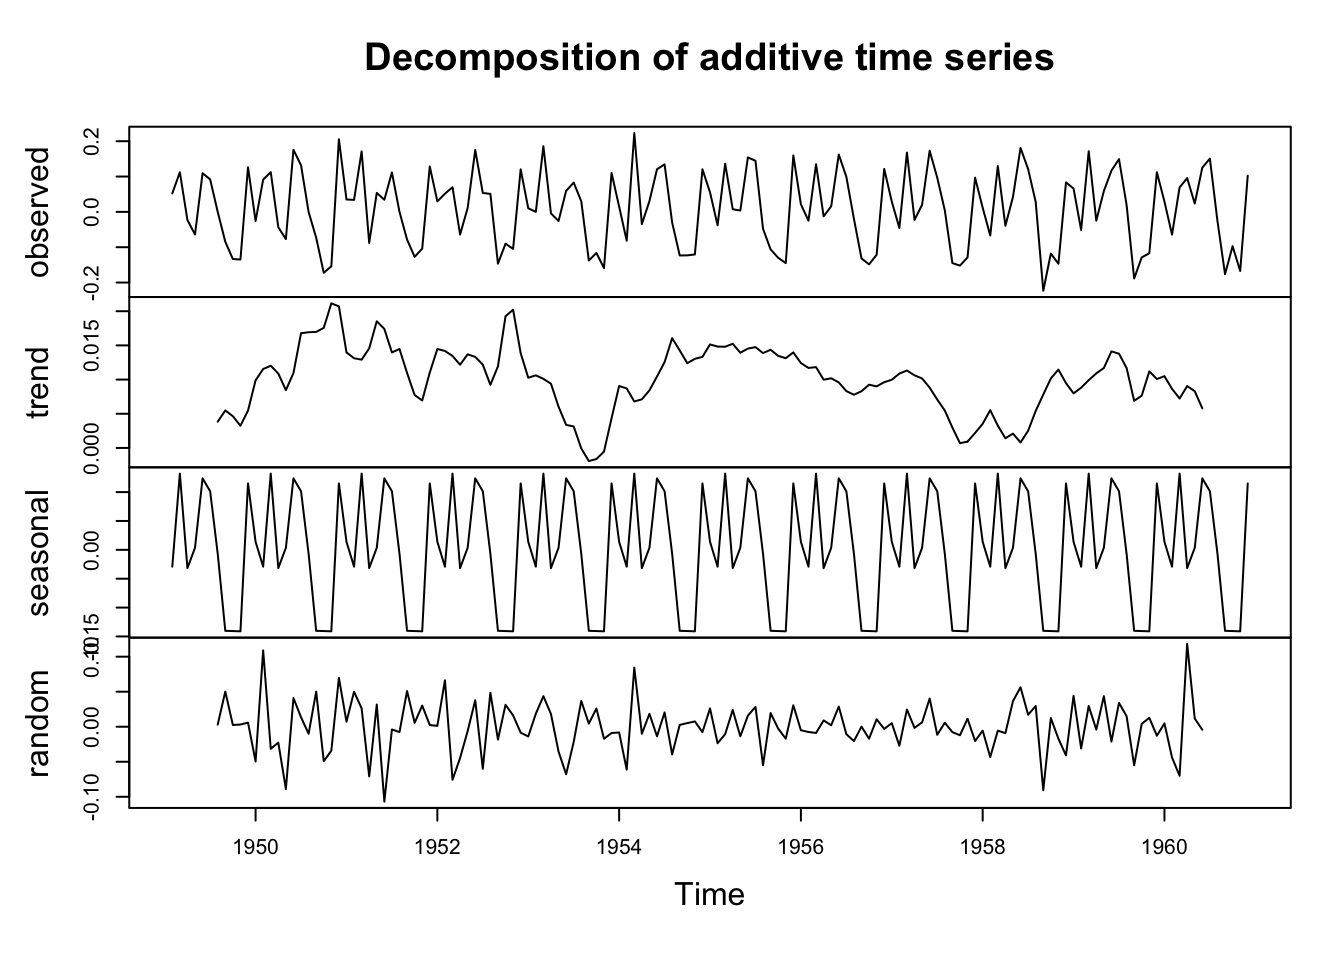 Decomposition of additive time series
observed
-0.2
0.0
0.2
trend
0.000
0.015
seasonal
0.00
random
-0.10
0.00
1950
1952
1954
1956
1958
1960
Time